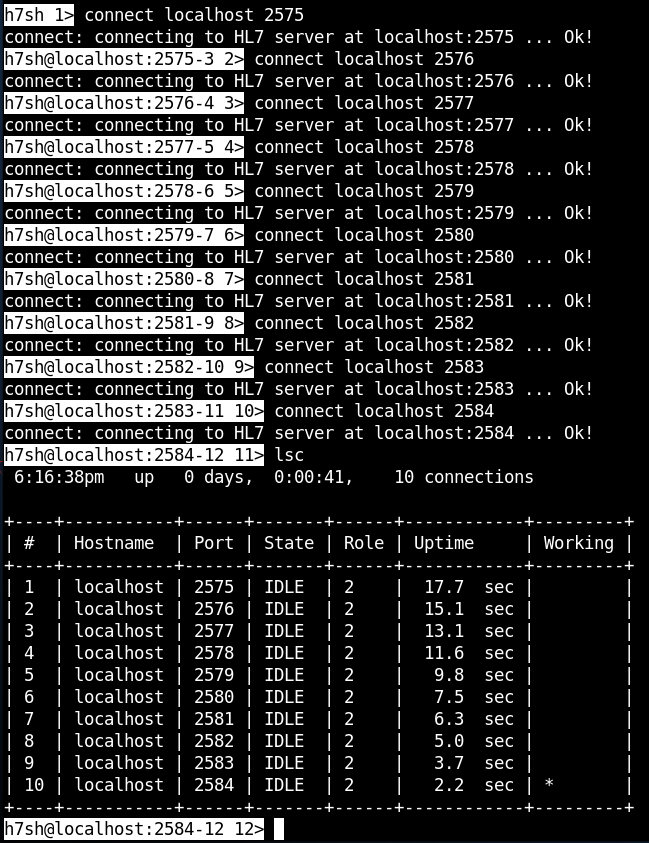 h7sh 1> connect localhost 2575
connect: connecting to HL7 server at localhost:2575 ... Ok!
h7sh@localhost:2575-3 2> connect localhost 2576
connect: connecting to HL7 server at localhost:2576 ... Ok!
h7sh@localhost:2576-4 3> connect localhost 2577
connect: connecting to HL7 server at localhost:2577 ... Ok!
h7sh@localhost:2577-5 4> connect localhost 2578
connect: connecting to HL7 server at localhost:2578 ... Ok!
h7sh@localhost:2578-6 5> connect localhost 2579
connect: connecting to HL7 server at localhost:2579 ... Ok!
h7sh@localhost:2579-7 6> connect localhost 2580
connect: connecting to HL7 server at localhost:2580 ... Ok!
h7sh@localhost:2580-8 7> connect localhost 2581
connect: connecting to HL7 server at localhost:2581 ... Ok!
h7sh@localhost:2581-9 8> connect localhost 2582
connect: connecting to HL7 server at localhost:2582 ... Ok!
h7sh@localhost:2582-10 9> connect localhost 2583
connect: connecting to HL7 server at localhost:2583 ... Ok!
h7sh@localhost:2583-11 10> connect localhost 2584
connect: connecting to HL7 server at localhost:2584 ... Ok!
h7sh@localhost:2584-12 11> lsc
 6:16:38pm   up   0 days,  0:00:41,    10 connections

+----+-----------+------+-------+------+------------+---------+
| #  | Hostname  | Port | State | Role | Uptime     | Working |
+----+-----------+------+-------+------+------------+---------+
| 1  | localhost | 2575 | IDLE  | 2    |  17.7  sec |         |
| 2  | localhost | 2576 | IDLE  | 2    |  15.1  sec |         |
| 3  | localhost | 2577 | IDLE  | 2    |  13.1  sec |         |
| 4  | localhost | 2578 | IDLE  | 2    |  11.6  sec |         |
| 5  | localhost | 2579 | IDLE  | 2    |   9.8  sec |         |
| 6  | localhost | 2580 | IDLE  | 2    |   7.5  sec |         |
| 7  | localhost | 2581 | IDLE  | 2    |   6.3  sec |         |
| 8  | localhost | 2582 | IDLE  | 2    |   5.0  sec |         |
| 9  | localhost | 2583 | IDLE  | 2    |   3.7  sec |         |
| 10 | localhost | 2584 | IDLE  | 2    |   2.2  sec | *       |
+----+-----------+------+-------+------+------------+---------+
h7sh@localhost:2584-12 12>